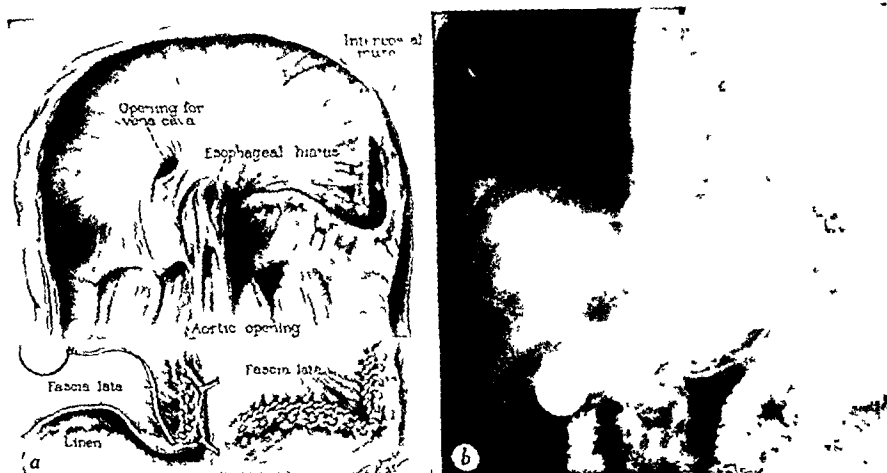 Opening for
vena cava
Esophageal hiatus
Aortic opening
Fascia lata
Fascia lata
Linen
a
b